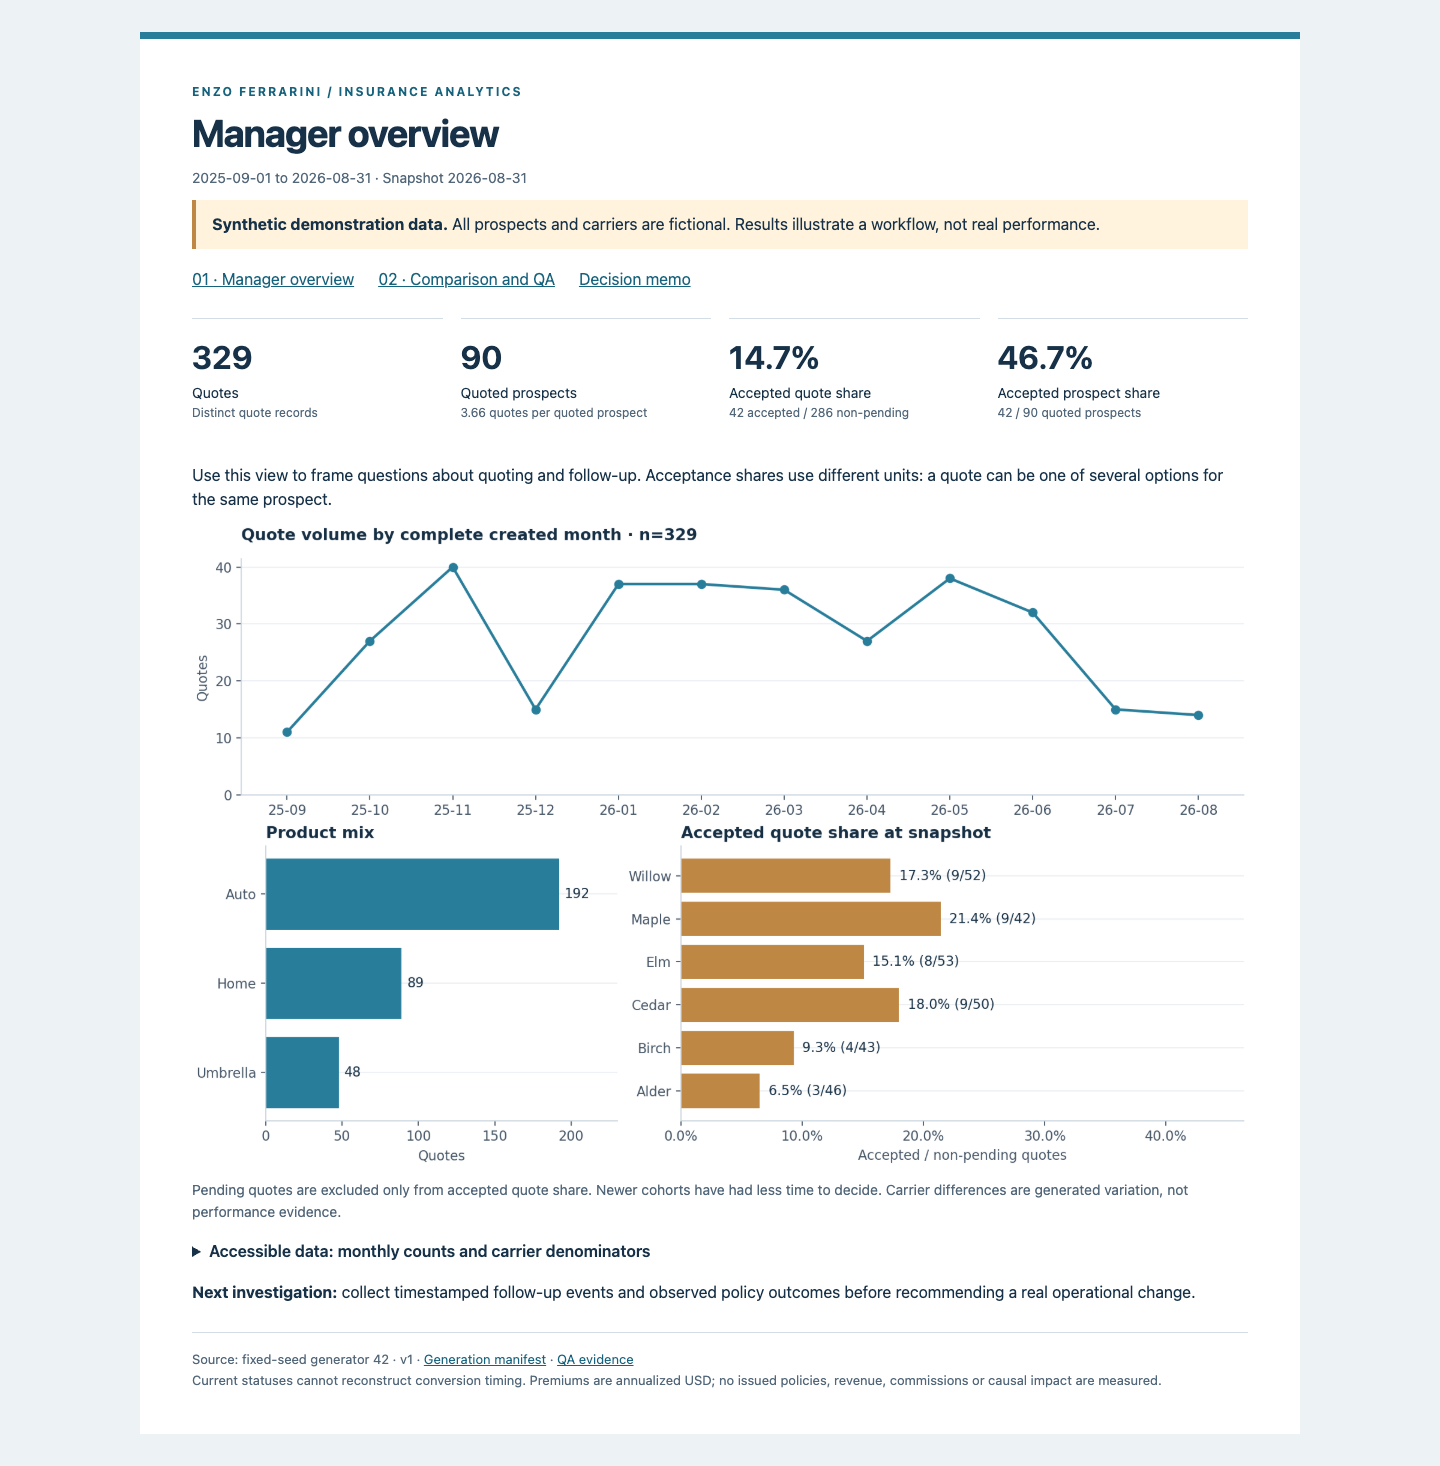 ENZO FERRARINI / INSURANCE ANALYTICS
Manager overview
2025-09-01 to 2026-08-31 · Snapshot 2026-08-31
Synthetic demonstration data. All prospects and carriers are fictional. Results illustrate a workflow, not real performance.
01 · Manager overview 02 · Comparison and QA Decision memo
329
Quotes
Distinct quote records
90
Quoted prospects
3.66 quotes per quoted prospect
14.7%
Accepted quote share
42 accepted / 286 non-pending
46.7%
Accepted prospect share
42 / 90 quoted prospects
Use this view to frame questions about quoting and follow-up. Acceptance shares use different units: a quote can be one of several options for
the same prospect.
Quote volume by complete created month · n=329
Quotes
40
30
20
10
0
25-09 25-10 25-11 25-12 26-01 26-02 26-03 26-04 26-05 26-06 26-07 26-08
Product mix
Auto 192
Home 89
Umbrella 48
0 50 100 150 200
Quotes
Accepted quote share at snapshot
Willow 17.3% (9/52)
Maple 21.4% (9/42)
Elm 15.1% (8/53)
Cedar 18.0% (9/50)
Birch 9.3% (4/43)
Alder 6.5% (3/46)
0.0% 10.0% 20.0% 30.0% 40.0%
Accepted / non-pending quotes
Pending quotes are excluded only from accepted quote share. Newer cohorts have had less time to decide. Carrier differences are generated variation, not
performance evidence.
Accessible data: monthly counts and carrier denominators
Next investigation: collect timestamped follow-up events and observed policy outcomes before recommending a real operational change.
Source: fixed-seed generator 42 · v1 · Generation manifest · QA evidence
Current statuses cannot reconstruct conversion timing. Premiums are annualized USD; no issued policies, revenue, commissions or causal impact are measured.